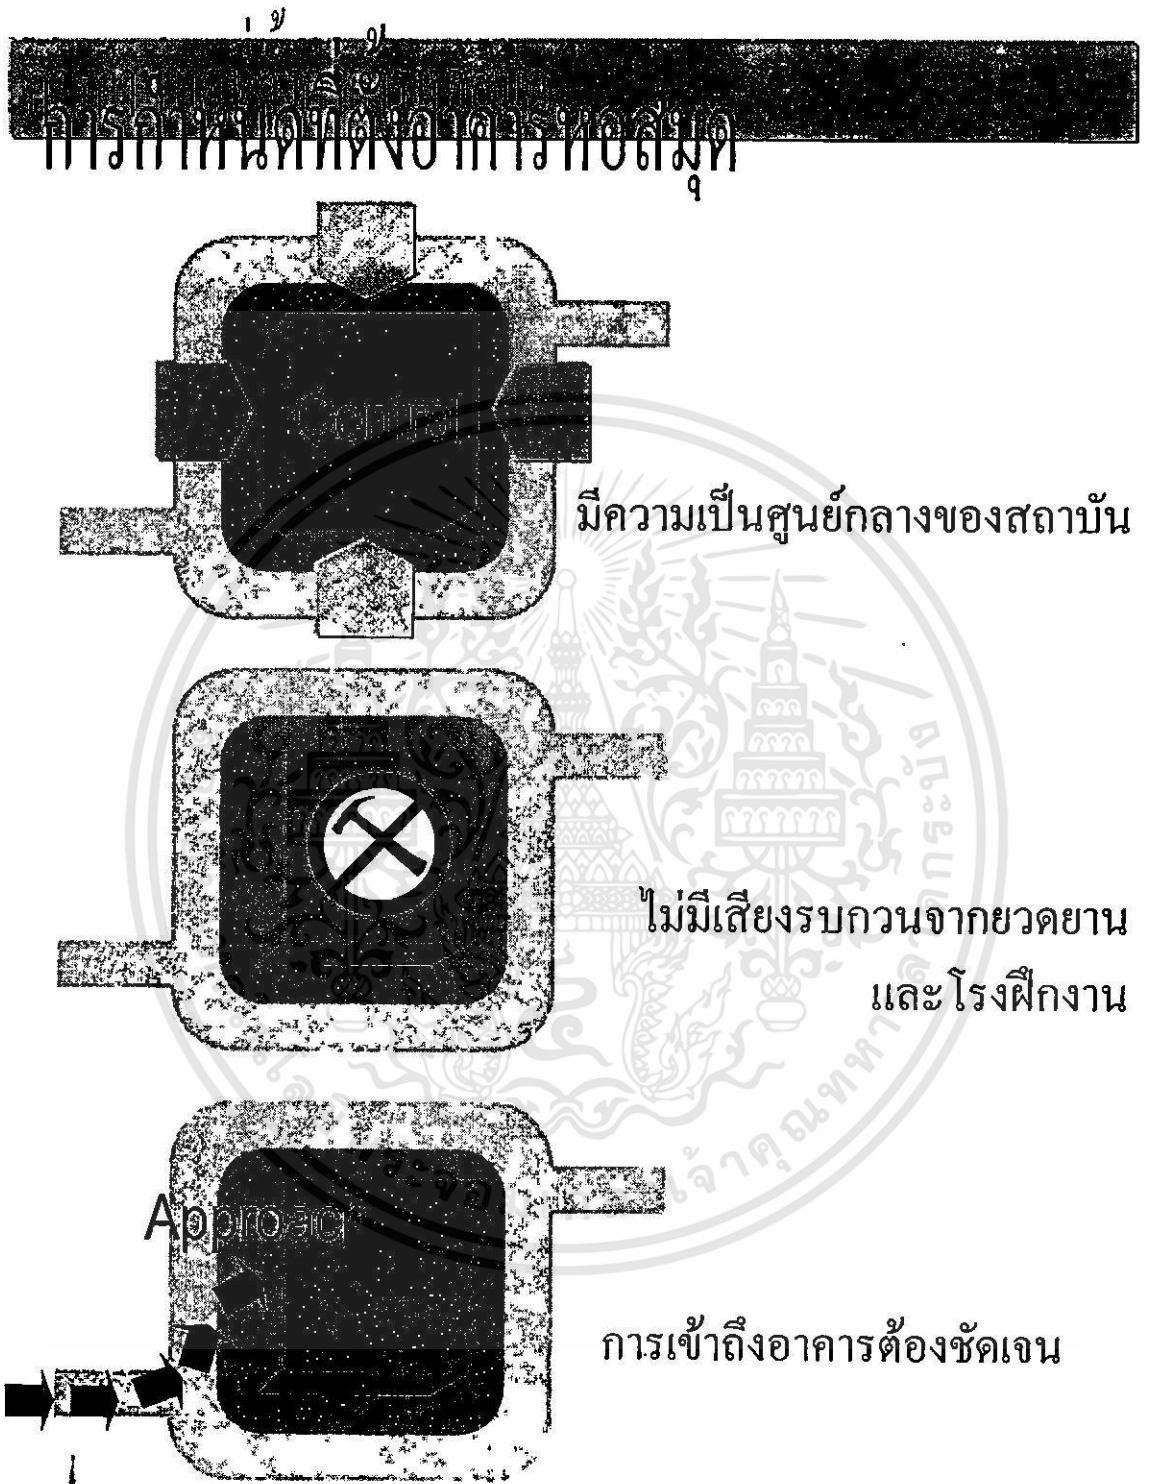 การกำหนดที่ตั้งอาคารหอสมุด
Central
มีความเป็นศูนย์กลางของสถาบัน
ไม่มีเสียงรบกวนจากยวดยาน
และโรงฝึกงาน
Approach
การเข้าถึงอาคารต้องชัดเจน